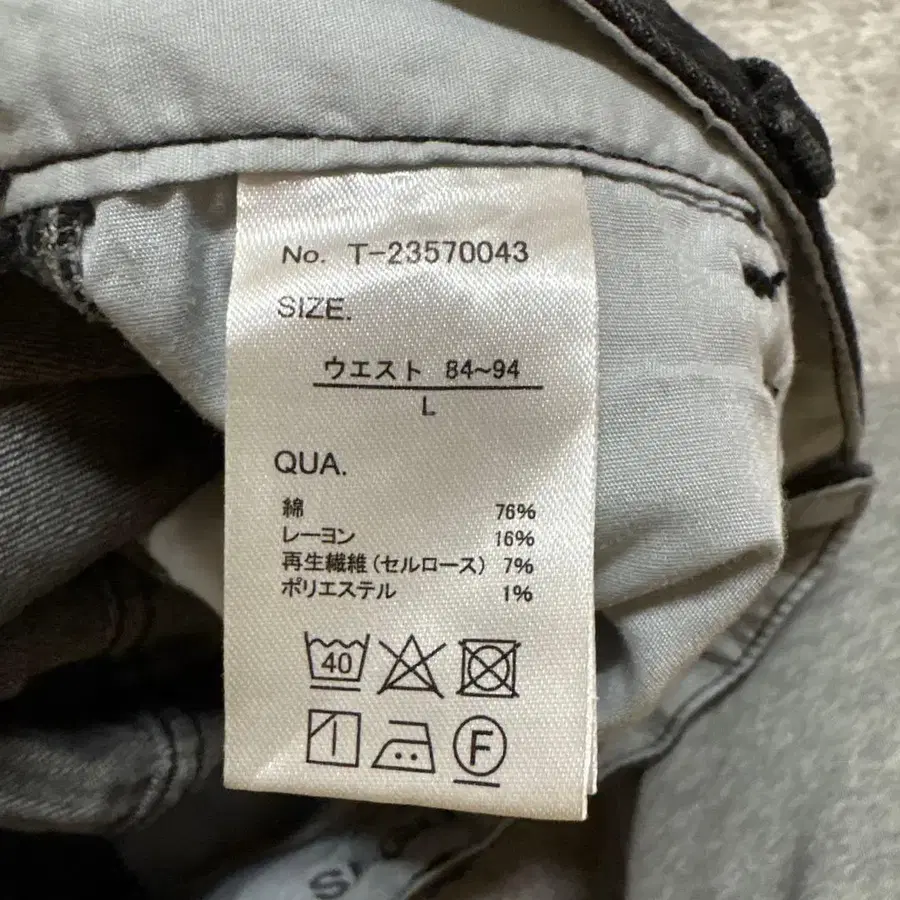 No. T-23570043
SIZE.
ウエスト 84~94
L
QUA.
綿 76%
レーヨン 16%
再生繊維(セルロース) 7%
ポリエステル 1%
40
F